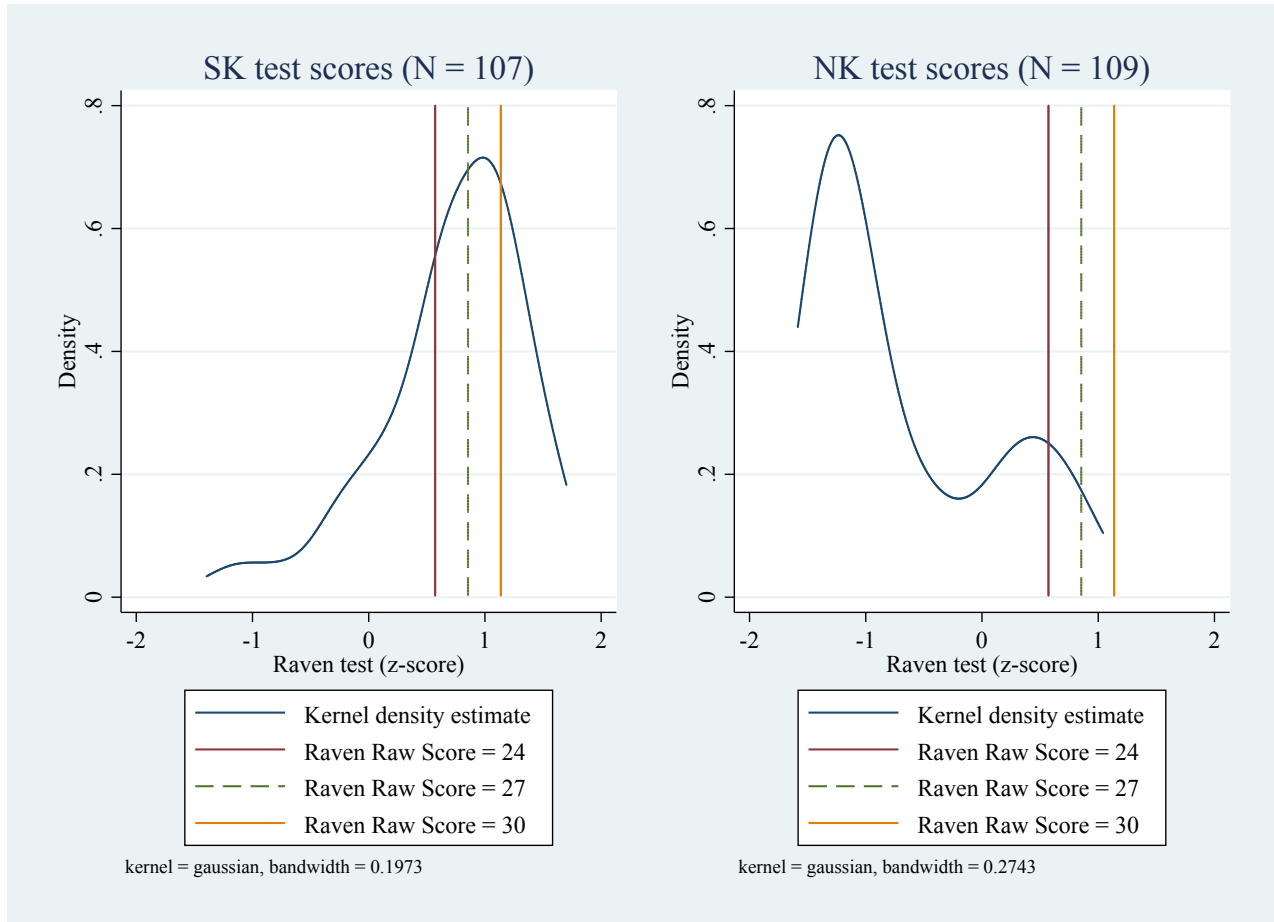 SK test scores (N = 107)
.8
.6
.4
.2
0
Density
-2 -1 0 1 2
Raven test (z-score)
Kernel density estimate
Raven Raw Score = 24
Raven Raw Score = 27
Raven Raw Score = 30
kernel = gaussian, bandwidth = 0.1973
NK test scores (N = 109)
.8
.6
.4
.2
0
Density
-2 -1 0 1 2
Raven test (z-score)
Kernel density estimate
Raven Raw Score = 24
Raven Raw Score = 27
Raven Raw Score = 30
kernel = gaussian, bandwidth = 0.2743